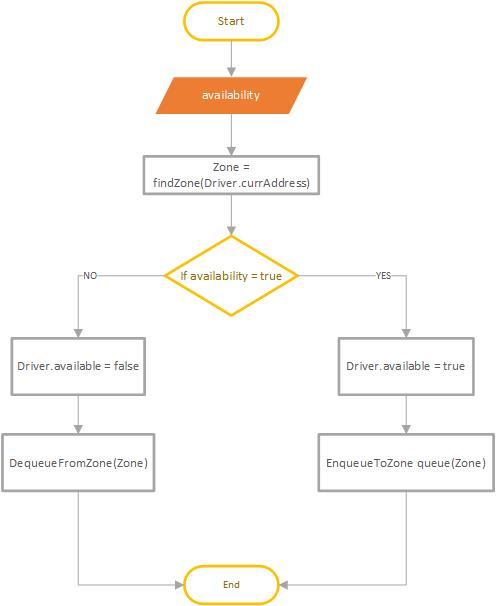 Start
availability
Zone =
findZone(Driver.currAddress)
If availability = true
NO
YES
Driver.available = false
Driver.available = true
DequeueFromZone(Zone)
EnqueueToZone queue(Zone)
End